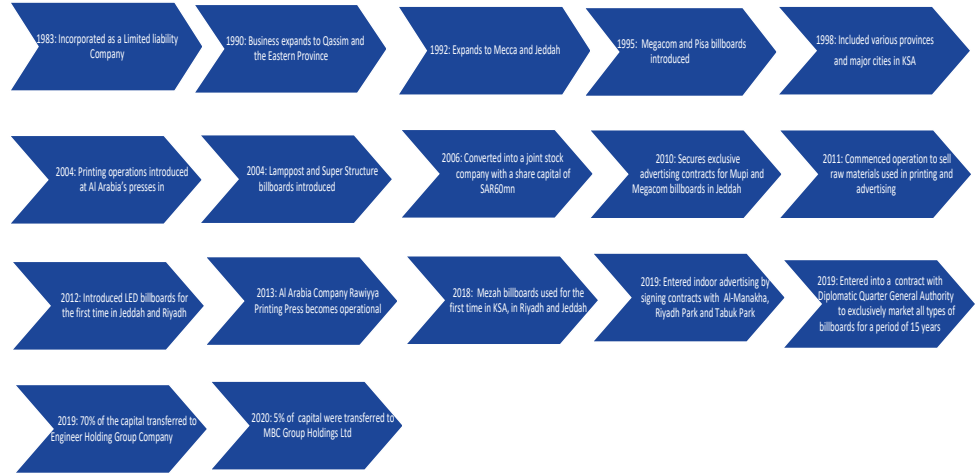 1983: Incorporated as a Limited liability
Company
1990: Business expands to Qassim and
the Eastern Province
1992: Expands to Mecca and Jeddah
1995: Megacom and Pisa billboards
introduced
1998: Included various provinces
and major cities in KSA
2004: Printing operations introduced
at Al Arabia's presses in
2004: Lamppost and Super Structure
billboards introduced
2006: Converted into a joint stock
company with a share capital of
SAR60mn
2010: Secures exclusive
advertising contracts for Mupi and
Megacom billboards in Jeddah
2011: Commenced operation to sell
raw materials used in printing and
advertising
2012: Introduced LED billboards for
the first time in Jeddah and Riyadh
2013: Al Arabia Company Rawiyya
Printing Press becomes operational
2018: Mezah billboards used for the
first time in KSA, in Riyadh and Jeddah
2019: Entered indoor advertising by
signing contracts with Al-Manakha,
Riyadh Park and Tabuk Park
2019: Entered into a contract with
Diplomatic Quarter General Authority
to exclusively market all types of
billboards for a period of 15 years
2019: 70% of the capital transferred to
Engineer Holding Group Company
2020: 5% of capital were transferred to
MBC Group Holdings Ltd